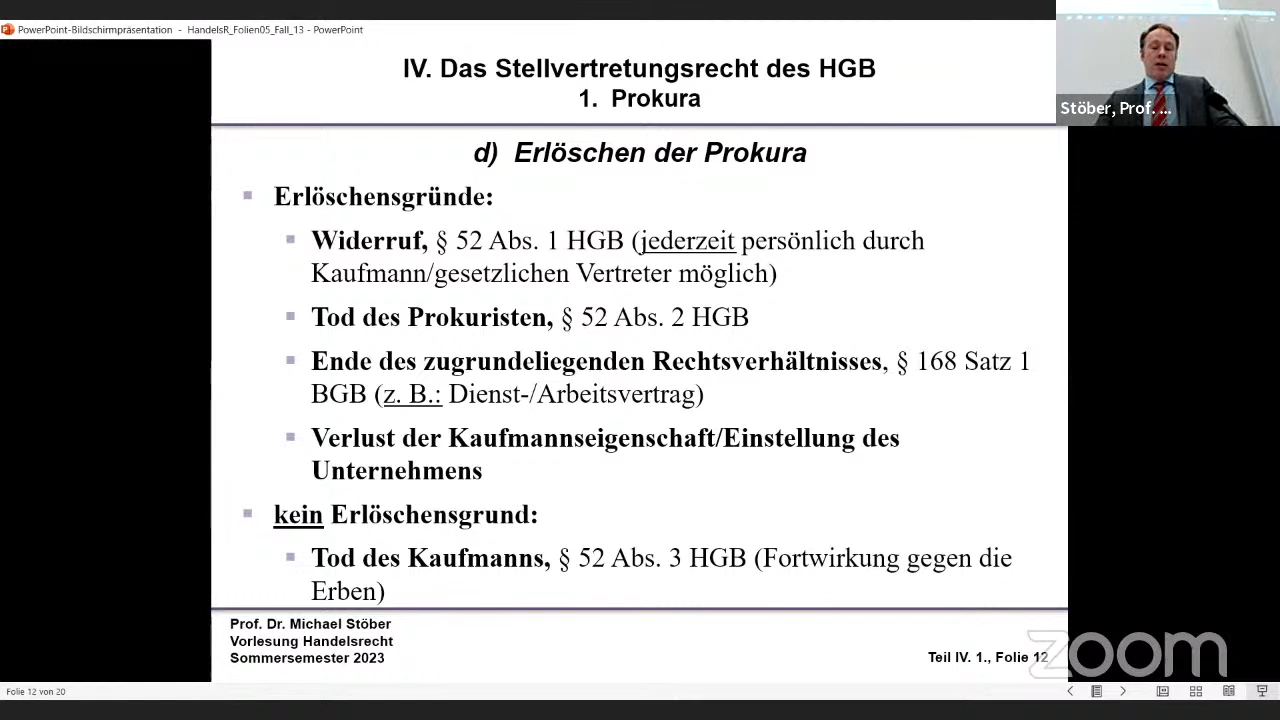 PowerPoint-Bildschirmpräsentation - HandelsR_Folien05_Fall_13 - PowerPoint
IV. Das Stellvertretungsrecht des HGB
1. Prokura
Stöber, Prof. ...
d) Erlöschen der Prokura
Erlöschensgründe:
Widerruf, § 52 Abs. 1 HGB (jederzeit persönlich durch
Kaufmann/gesetzlichen Vertreter möglich)
Tod des Prokuristen, § 52 Abs. 2 HGB
Ende des zugrundeliegenden Rechtsverhältnisses, § 168 Satz 1
BGB (z. B.: Dienst-/Arbeitsvertrag)
Verlust der Kaufmannseigenschaft/Einstellung des
Unternehmens
kein Erlöschensgrund:
Tod des Kaufmanns, § 52 Abs. 3 HGB (Fortwirkung gegen die
Erben)
Prof. Dr. Michael Stöber
Vorlesung Handelsrecht
Sommersemester 2023
Teil IV. 1., Folie 12
zoom
Folie 12 von 20